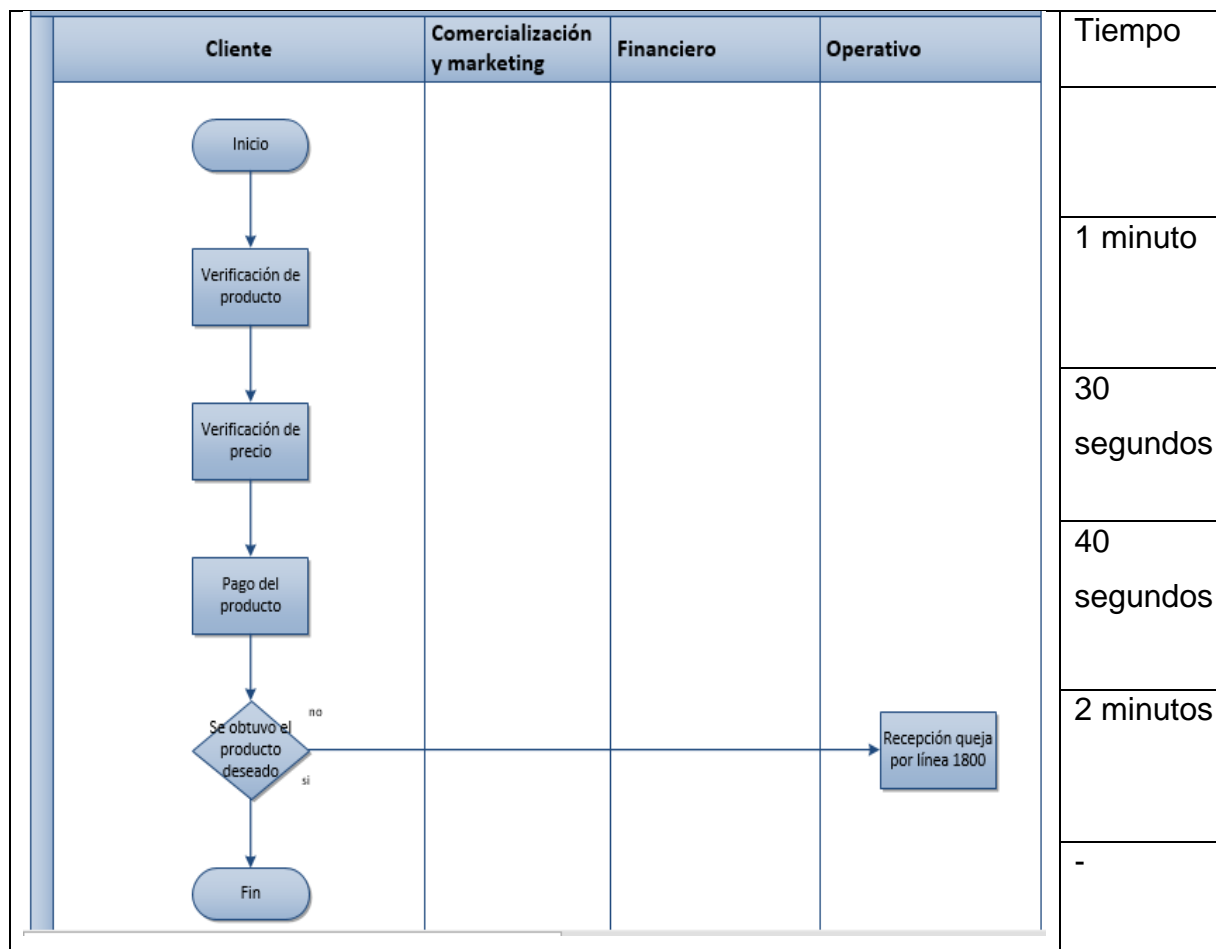 Cliente
Comercialización
y marketing
Financiero
Operativo
Tiempo
Inicio
Verificación de
producto
1 minuto
Verificación de
precio
30
segundos
Pago del
producto
40
segundos
Se obtuvo el
producto
deseado
no
si
Recepción queja
por línea 1800
2 minutos
Fin
-